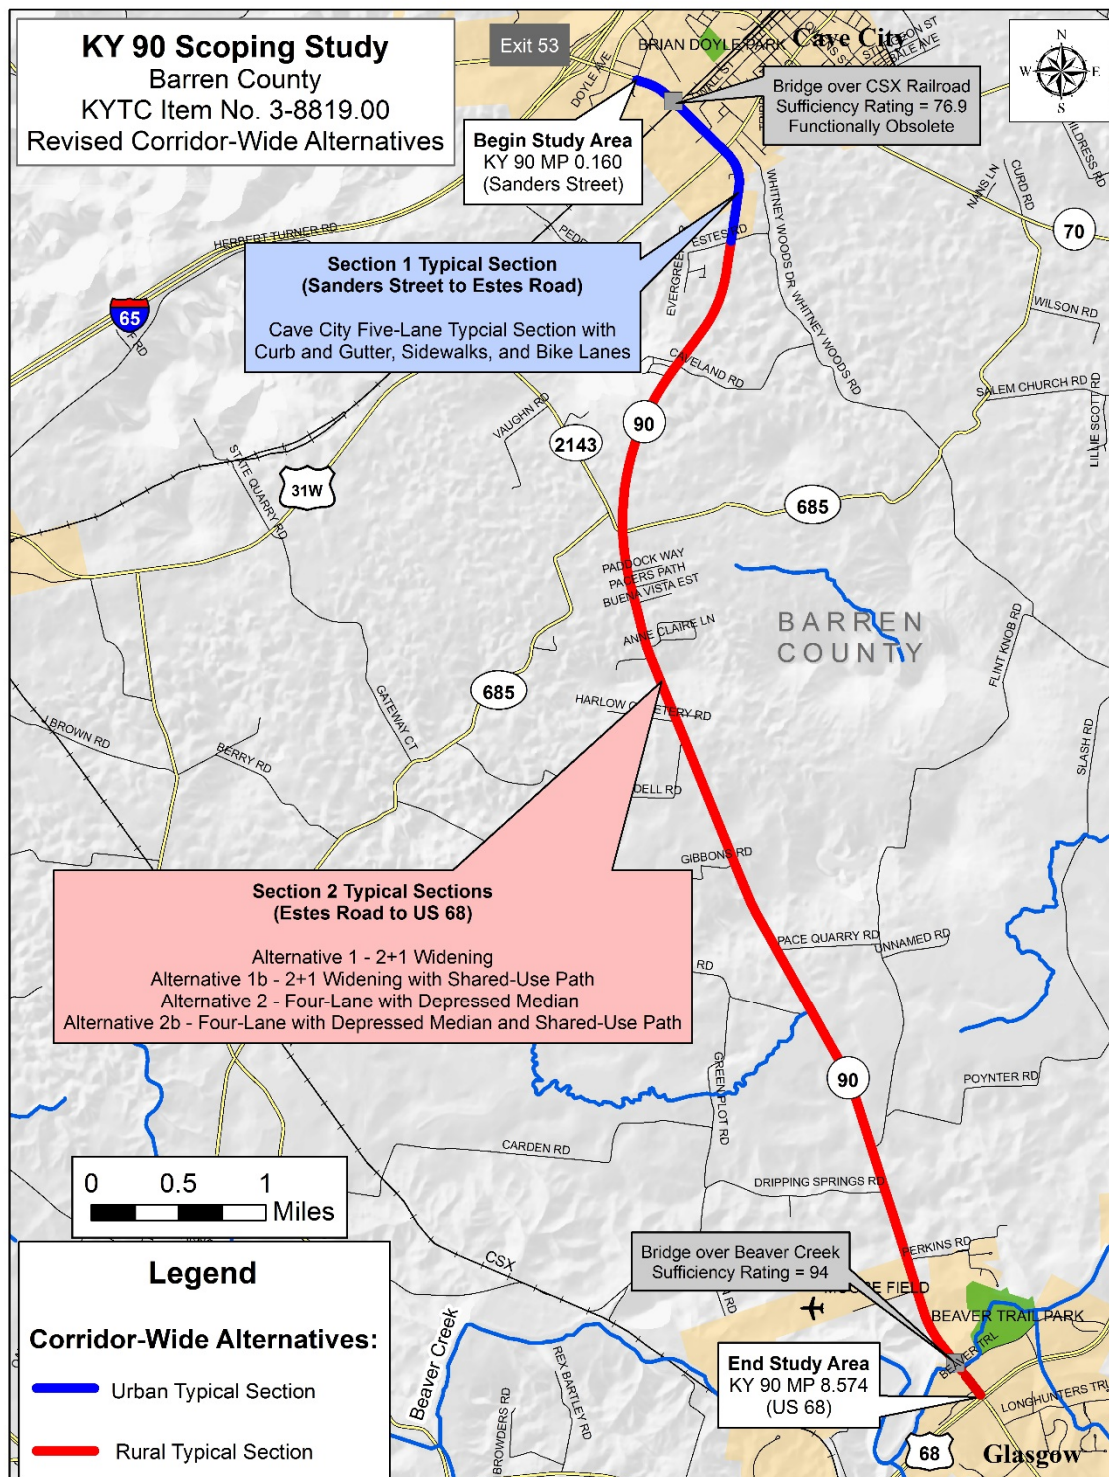 KY 90 Scoping Study
Barren County
KYTC Item No. 3-8819.00
Revised Corridor-Wide Alternatives
Exit 53
BRIAN DOYLE PARK
Cave City
DOYLE AVE
WALL ST
N
W
E
S
Bridge over CSX Railroad
Sufficiency Rating = 76.9
Functionally Obsolete
Begin Study Area
KY 90 MP 0.160
(Sanders Street)
NANS LN
CURD RD
70
HERBERT TURNER RD
ESTES RD
WHITNEY WOODS DR
WHITNEY WOODS RD
Section 1 Typical Section
(Sanders Street to Estes Road)
Cave City Five-Lane Typcial Section with
Curb and Gutter, Sidewalks, and Bike Lanes
EVERGREE
65
WILSON RD
CAVELAND RD
SALEM CHURCH RD
LILLIE SCOTT RD
VAUGHN RD
90
2143
STATE QUARRY RD
31W
685
PADDOCK WAY
PACERS PATH
BUENA VISTA EST
ANNE CLAIRE LN
BARREN
COUNTY
FLINT KNOB RD
685
HARLOW C
ETERY RD
GATEWAY CT
J BROWN RD
BERRY RD
SLASH RD
DELL RD
GIBBONS RD
Section 2 Typical Sections
(Estes Road to US 68)
Alternative 1 - 2+1 Widening
Alternative 1b - 2+1 Widening with Shared-Use Path
Alternative 2 - Four-Lane with Depressed Median
Alternative 2b - Four-Lane with Depressed Median and Shared-Use Path
PACE QUARRY RD
UNNAMED RD
RD
90
POYNTER RD
GREEN PLOT RD
CARDEN RD
DRIPPING SPRINGS RD
0 0.5 1
Miles
PERKINS RD
Bridge over Beaver Creek
Sufficiency Rating = 94
CSX
FIELD
BEAVER TRAIL PARK
BEAVER TRL
Legend
Corridor-Wide Alternatives:
Urban Typical Section
Rural Typical Section
Beaver Creek
REX BARTLEY RD
BROWDERS RD
End Study Area
KY 90 MP 8.574
(US 68)
LONGHUNTERS TRL
68
Glasgow